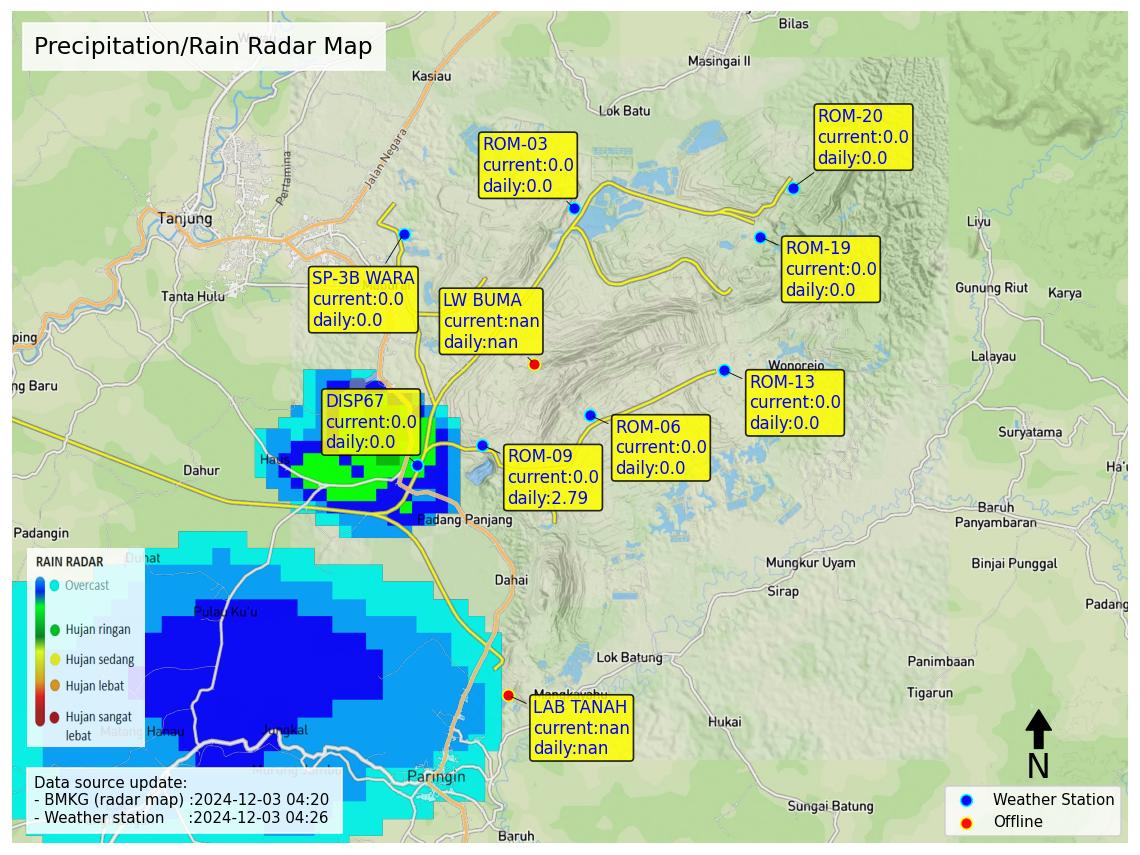 Precipitation/Rain Radar Map
Bilas
Masingai II
Kasiau
Lok Batu
Jalan Negara
Pertamina
Tanjung
Tanta Hulu
ping
ng Baru
ROM-20
current:0.0
daily:0.0
ROM-03
current:0.0
daily:0.0
ROM-19
current:0.0
daily:0.0
SP-3B WARA
current:0.0
daily:0.0
LW BUMA
current:nan
daily:nan
Liyu
Gunung Riut
Karya
Lalayau
Wonorejo
ROM-13
current:0.0
daily:0.0
DISP67
current:0.0
daily:0.0
ROM-06
current:0.0
daily:0.0
ROM-09
current:0.0
daily:2.79
Suryatama
Ha'u
Haus
Dahur
Padangin
Padang Panjang
Baruh
Panyambaran
Mungkur Uyam
Binjai Punggal
Dahai
Sirap
Padang
RAIN RADAR
Overcast
Hujan ringan
Hujan sedang
Hujan lebat
Hujan sangat
lebat
Pulau Ku'u
Lok Batung
Panimbaan
Tigarun
Mangkayahu
LAB TANAH
current:nan
daily:nan
Hukai
Jungkal
Paringin
Sungai Batung
Baruh
Data source update:
- BMKG (radar map) :2024-12-03 04:20
- Weather station :2024-12-03 04:26
N
Weather Station
Offline